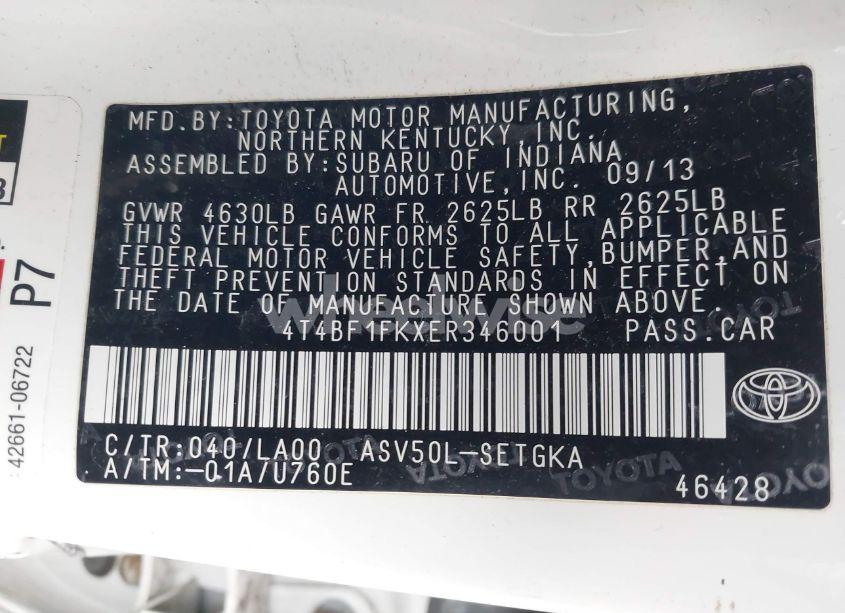 MFD.BY:TOYOTA MOTOR MANUFACTURING,
NORTHERN KENTUCKY,INC.
ASSEMBLED BY:SUBARU OF INDIANA
AUTOMOTIVE,INC. 09/13
GVWR 4630LB GAWR FR 2625LB RR 2625LB
THIS VEHICLE CONFORMS TO ALL APPLICABLE
FEDERAL MOTOR VEHICLE SAFETY,BUMPER,AND
THEFT PREVENTION STANDARDS IN EFFECT ON
THE DATE OF MANUFACTURE SHOWN ABOVE.
4T4BF1FKXER346001 PASS.CAR
C/TR:040/LA00 ASV50L-SETGKA
A/TM:-01A/U760E
46428
TOYOTA
TOYOTA
P7
42661-06722
wheelwise